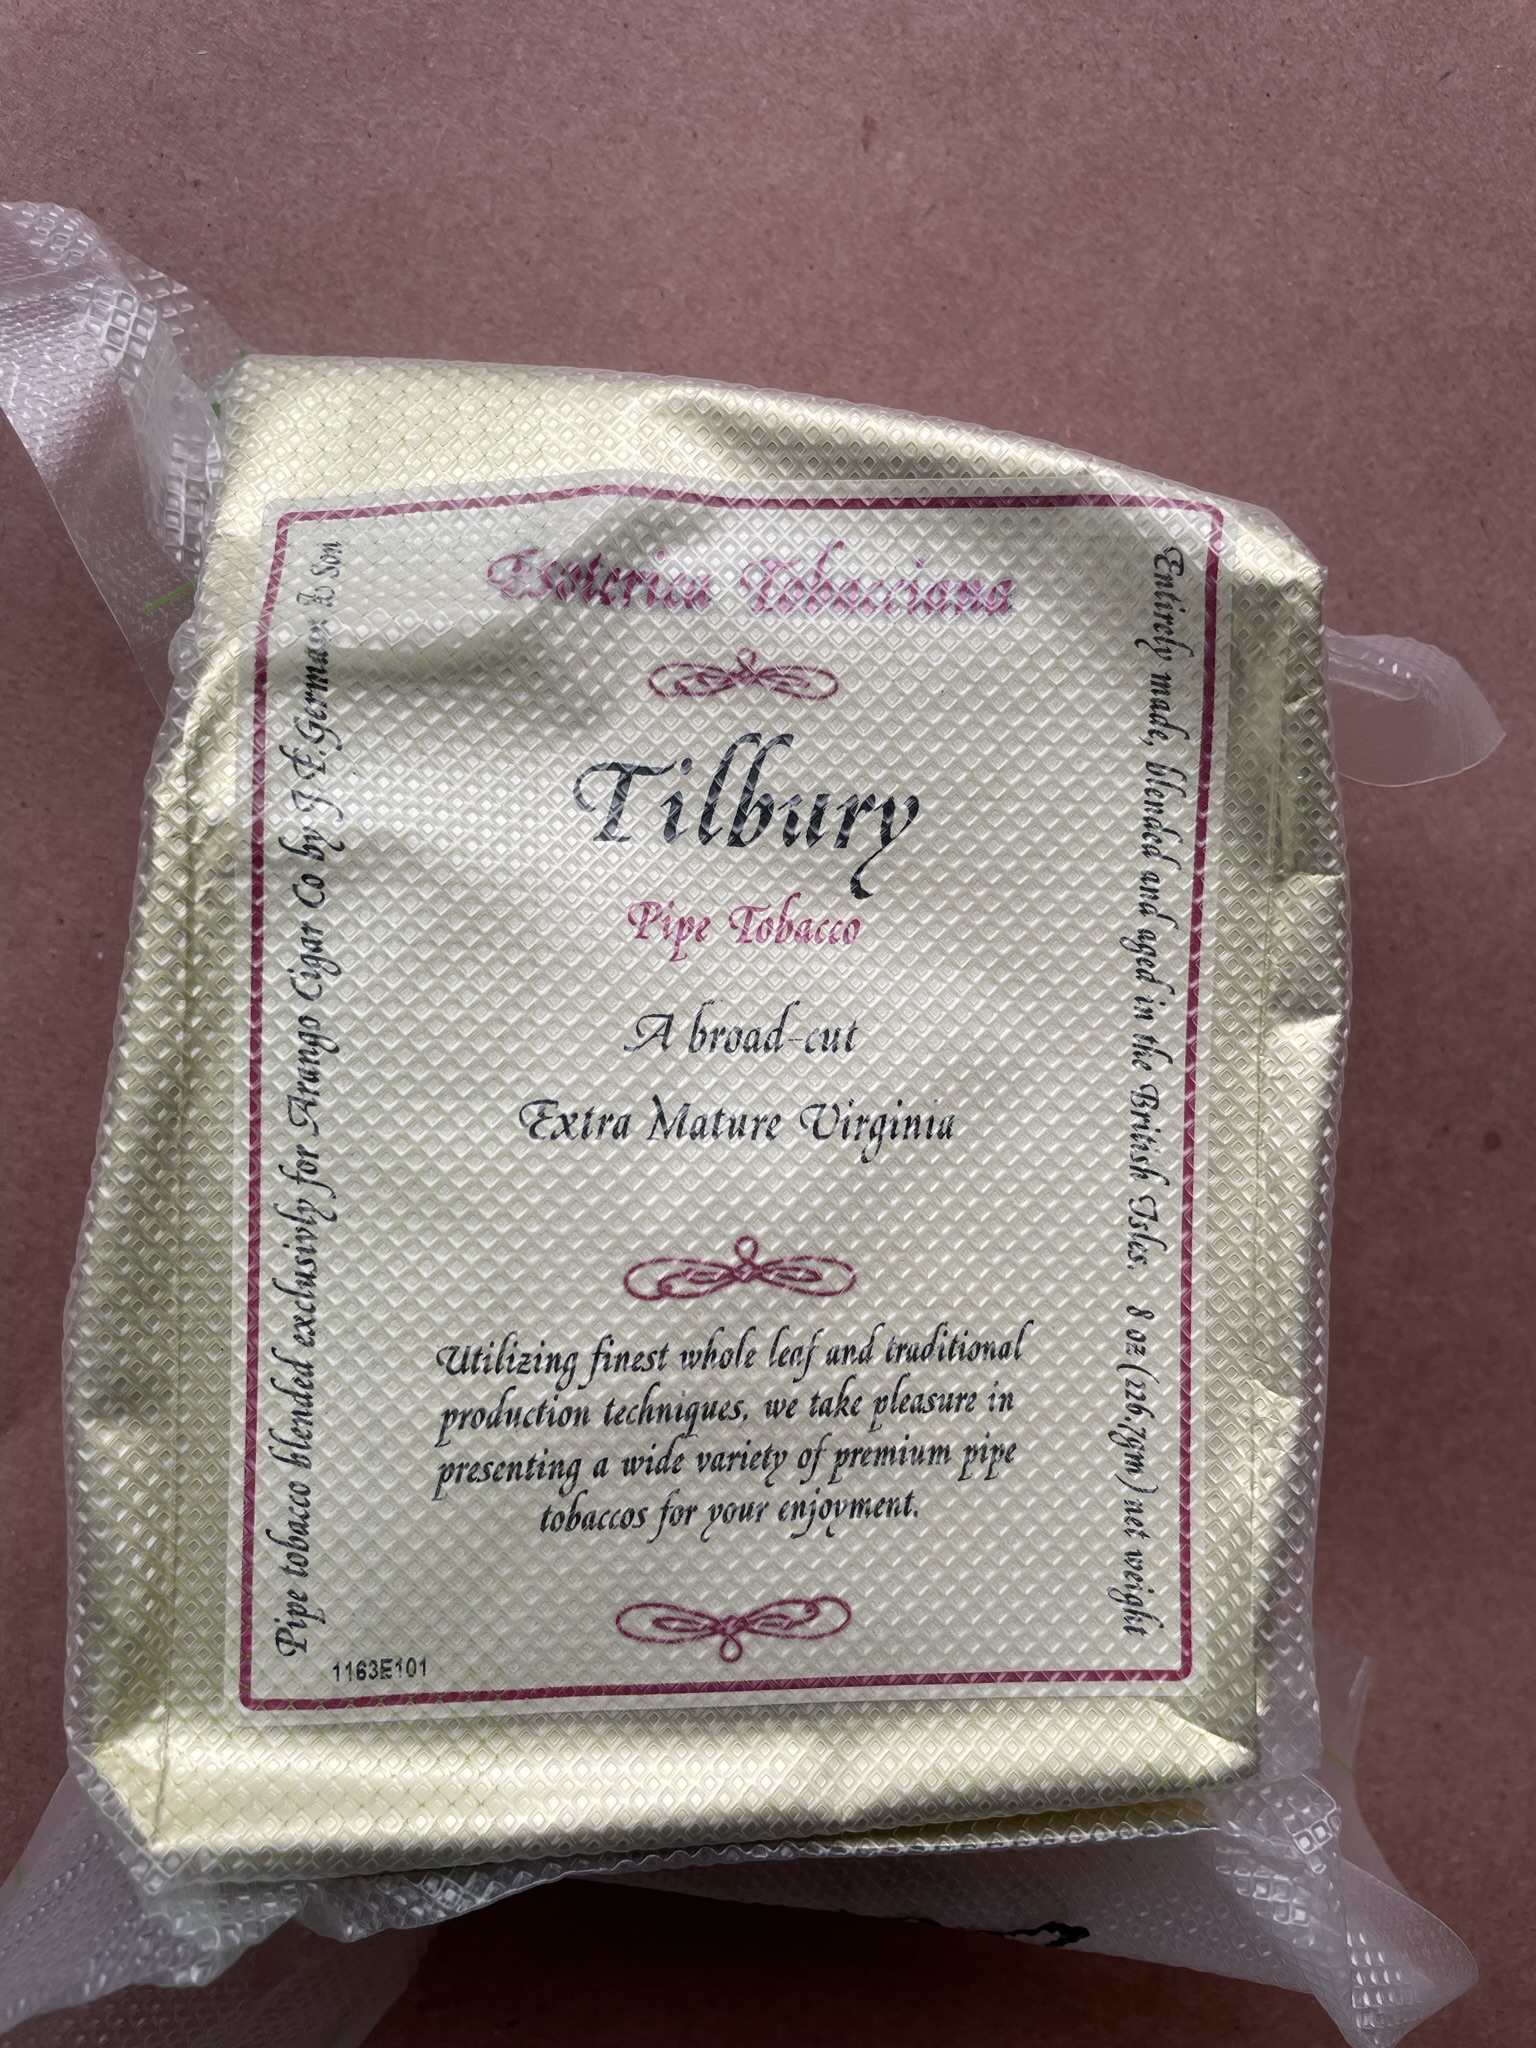 Esoterica Tobacciana
Tilbury
Pipe Tobacco
A broad-cut
Extra Mature Virginia
Utilizing finest whole leaf and traditional
production techniques, we take pleasure in
presenting a wide variety of premium pipe
tobaccos for your enjoyment.
Pipe tobacco blended exclusivly for Arango Cigar Co by J.F.Germain & Son
Entirely made, blended and aged in the British Isles. 8 oz (226.7gm) net weight
1163E101